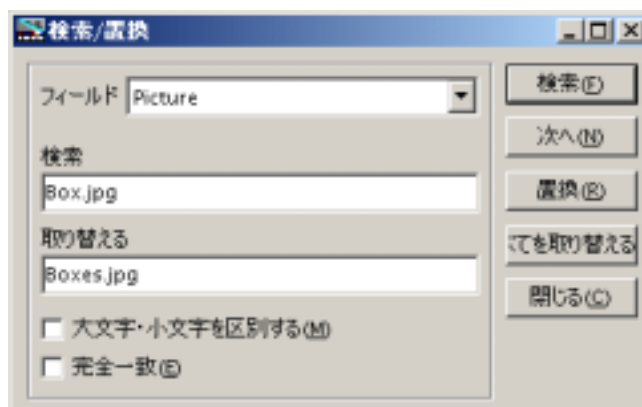 検索/置換
フィールド Picture
検索
Box.jpg
取り替える
Boxes.jpg
大文字・小文字を区別する(M)
完全一致(E)
検索(F)
次へ(N)
置換(R)
てを取り替える
閉じる(C)